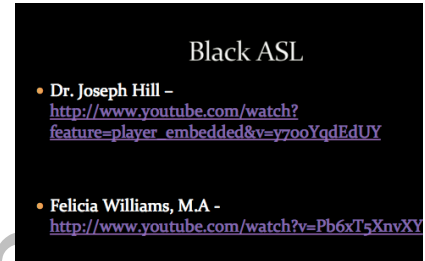 Black ASL
• Dr. Joseph Hill –
http://www.youtube.com/watch?
feature=player_embedded&v=y7ooYqdEdUY
• Felicia Williams, M.A -
http://www.youtube.com/watch?v=Pb6xT5XnvXY